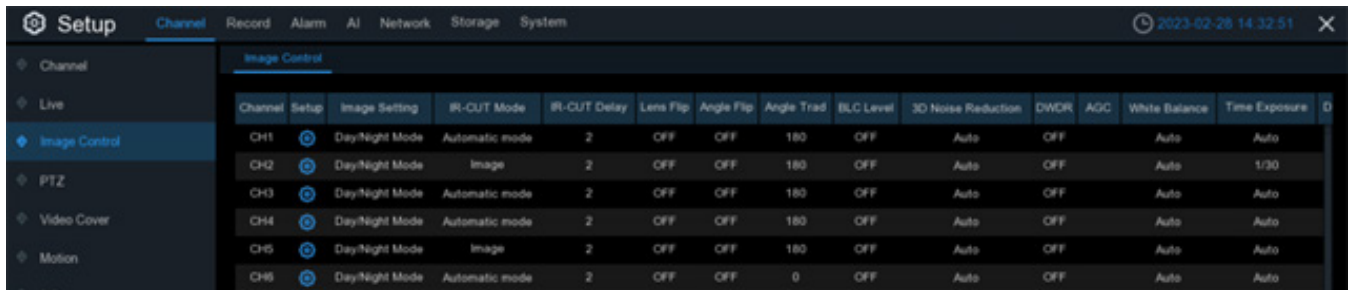 Setup Channel Record Alarm AI Network Storage System 2023-02-28 14:32:51
Channel
Image Control
Live
Image Control
PTZ
Video Cover
Motion
Channel Setup Image Setting IR-CUT Mode IR-CUT Delay Lens Flip Angle Flip Angle Trad BLC Level 3D Noise Reduction DWDR AGC White Balance Time Exposure D
CH1 Day/Night Mode Automatic mode 2 OFF OFF 180 OFF Auto OFF Auto Auto
CH2 Day/Night Mode Image 2 OFF OFF 180 OFF Auto OFF Auto 1/30
CH3 Day/Night Mode Automatic mode 2 OFF OFF 180 OFF Auto OFF Auto Auto
CH4 Day/Night Mode Automatic mode 2 OFF OFF 180 OFF Auto OFF Auto Auto
CH5 Day/Night Mode Image 2 OFF OFF 180 OFF Auto OFF Auto Auto
CH6 Day/Night Mode Automatic mode 2 OFF OFF 0 OFF Auto OFF Auto Auto